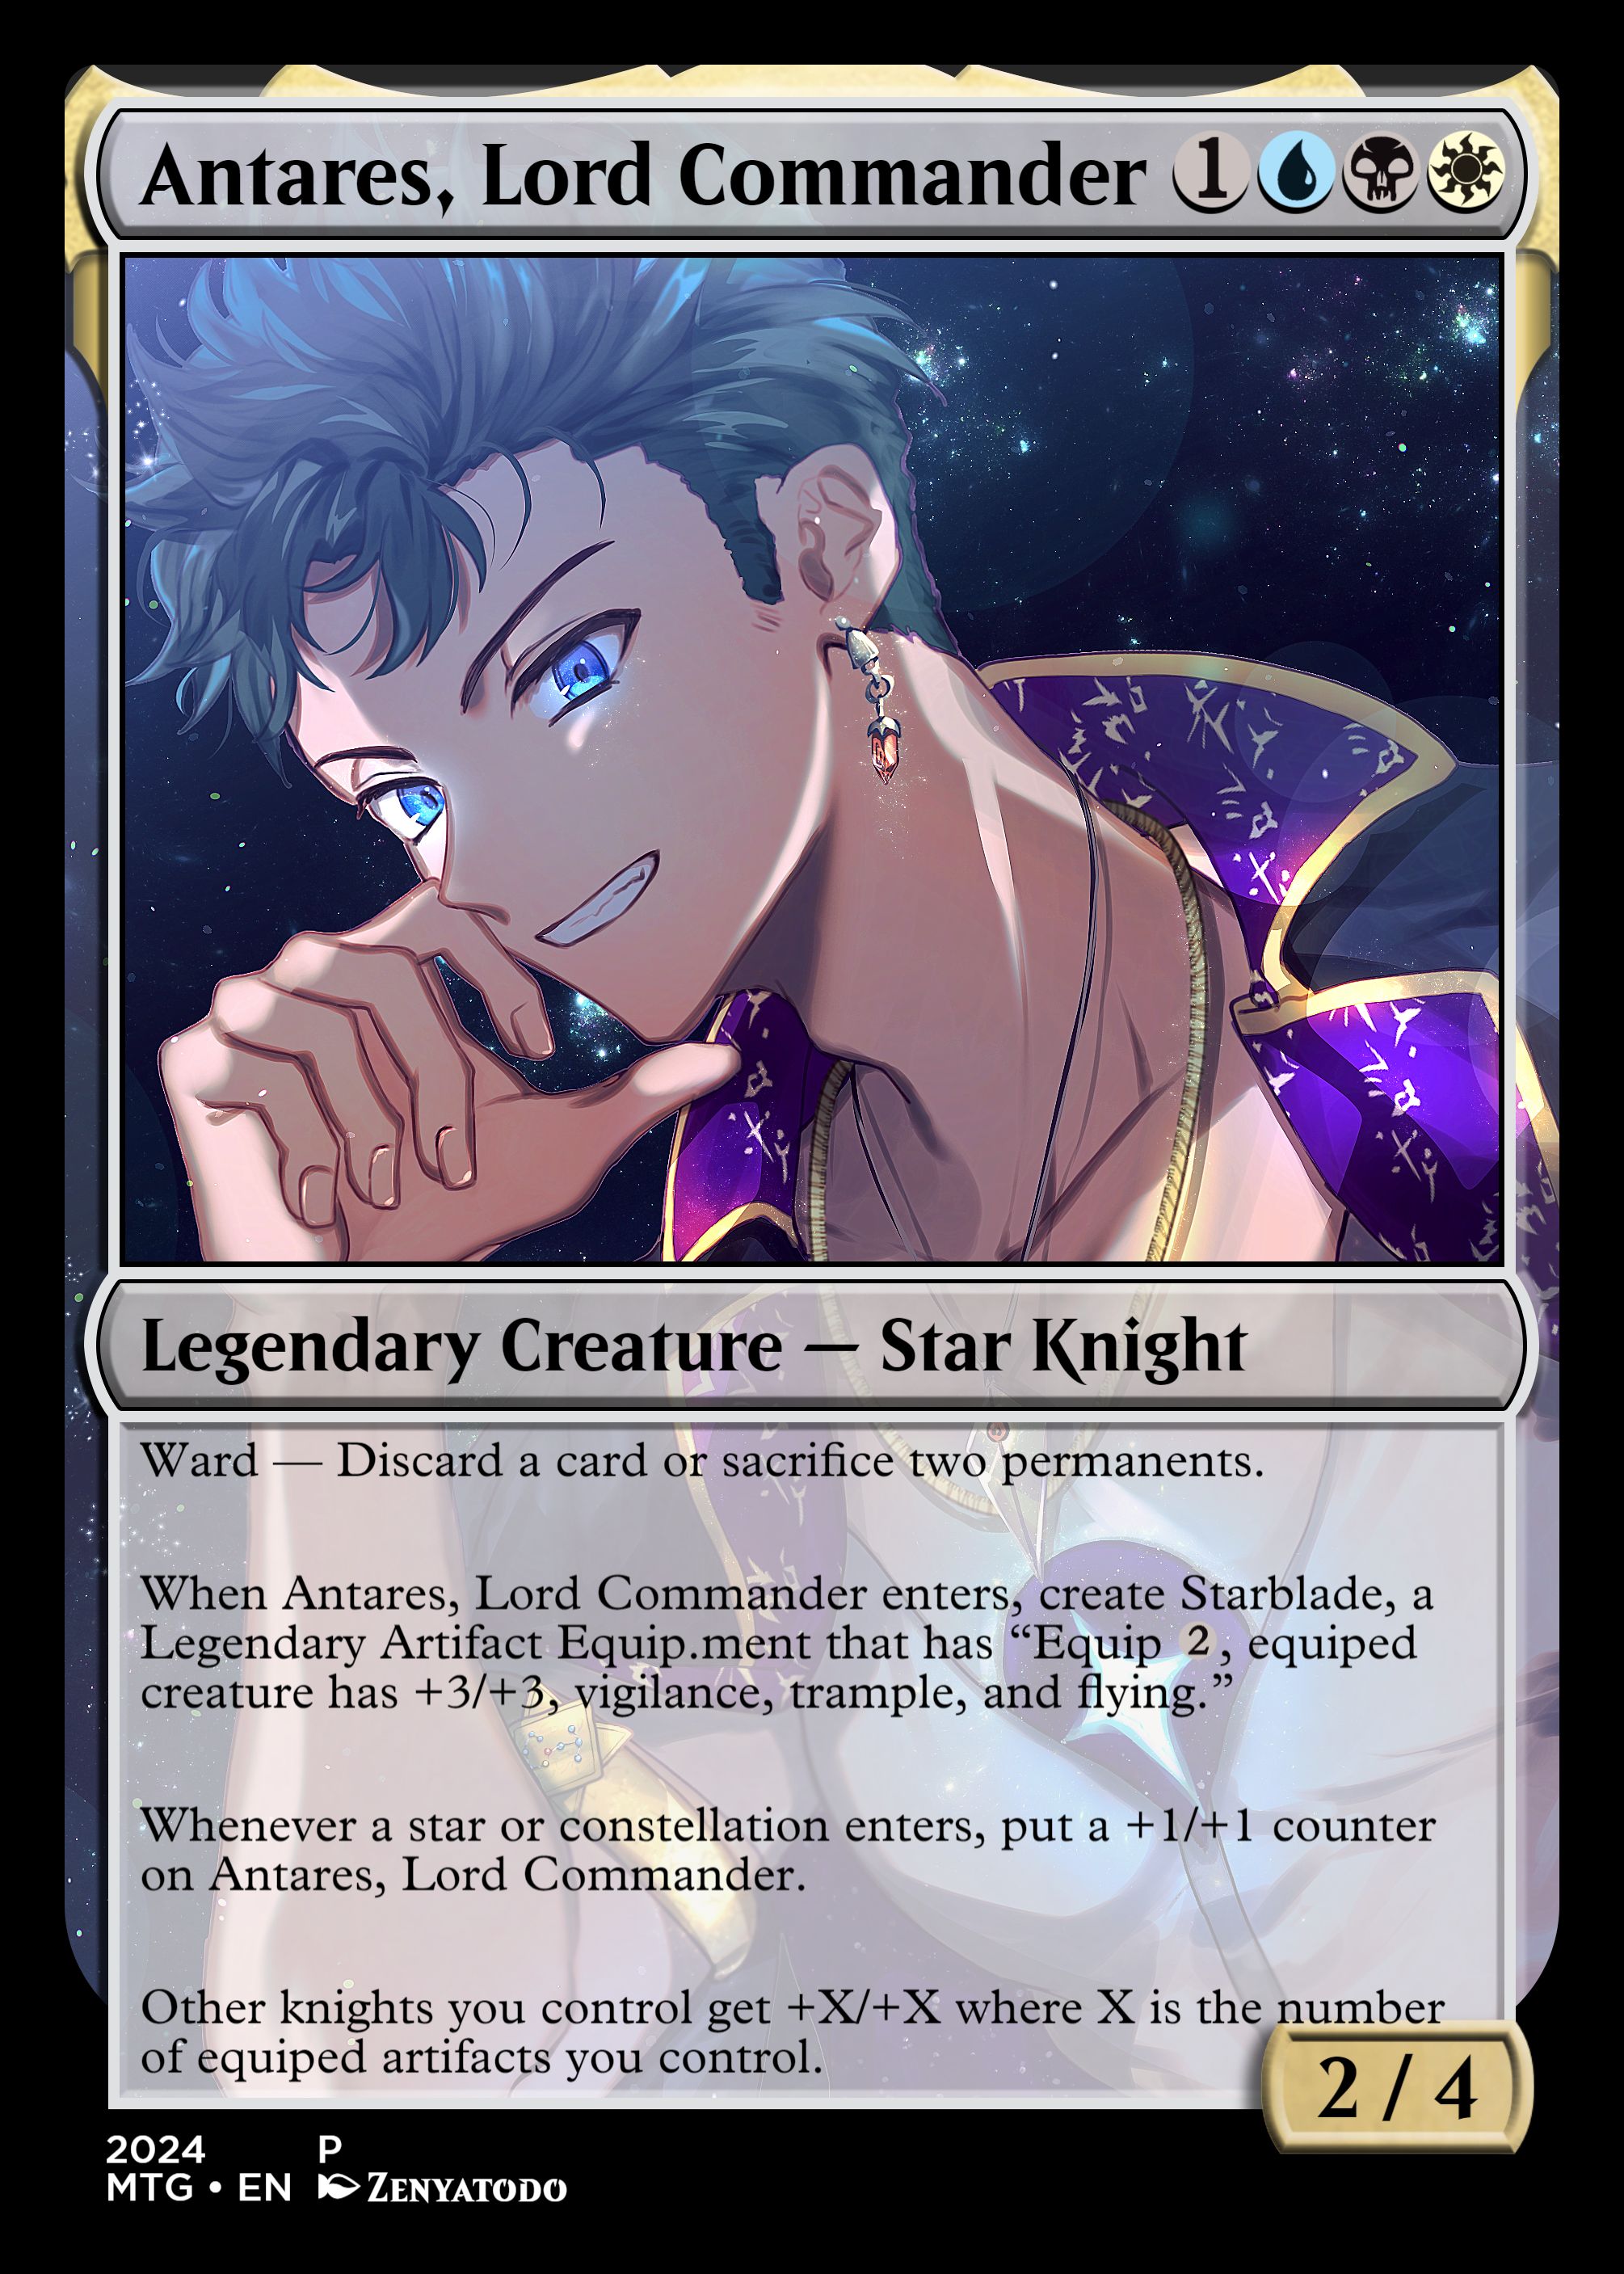 Antares, Lord Commander 1
Legendary Creature — Star Knight
Ward — Discard a card or sacrifice two permanents.
When Antares, Lord Commander enters, create Starblade, a
Legendary Artifact Equip.ment that has “Equip 2, equiped
creature has +3/+3, vigilance, trample, and flying.”
Whenever a star or constellation enters, put a +1/+1 counter
on Antares, Lord Commander.
Other knights you control get +X/+X where X is the number
of equiped artifacts you control.
2 / 4
2024 P
MTG • EN ZENYATODO